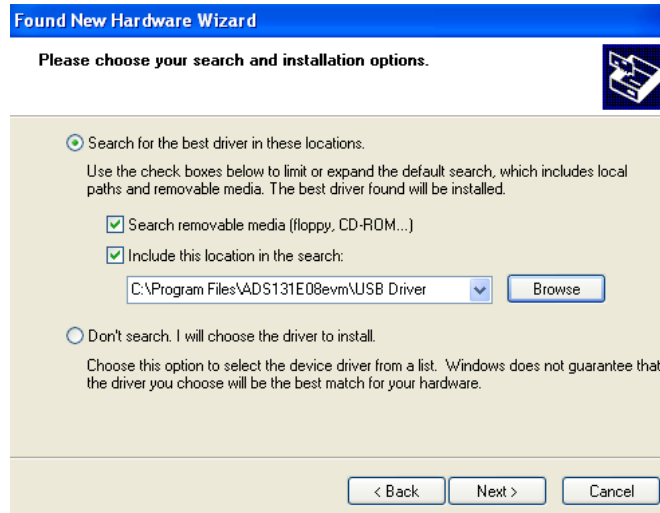 Found New Hardware Wizard
Please choose your search and installation options.
Search for the best driver in these locations.
Use the check boxes below to limit or expand the default search, which includes local
paths and removable media. The best driver found will be installed.
Search removable media (floppy, CD-ROM...)
Include this location in the search:
C:\Program Files\ADS131E08evm\USB Driver
Browse
Don't search. I will choose the driver to install.
Choose this option to select the device driver from a list. Windows does not guarantee that
the driver you choose will be the best match for your hardware.
< Back Next > Cancel